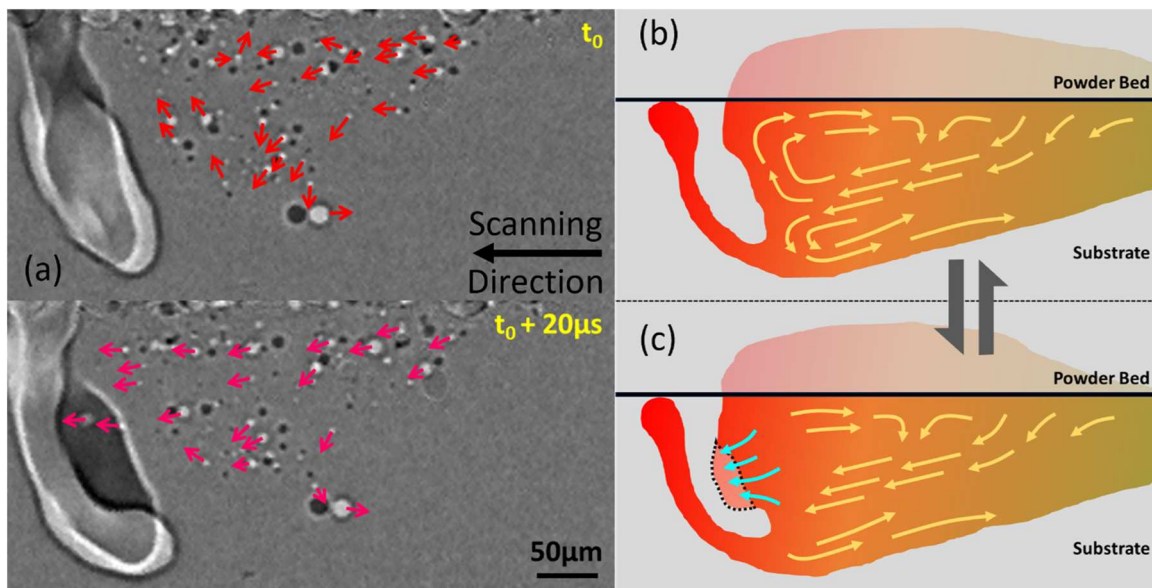 t0
(a)
Scanning
Direction
t0 + 20μs
50μm
(b)
Powder Bed
Substrate
(c)
Powder Bed
Substrate